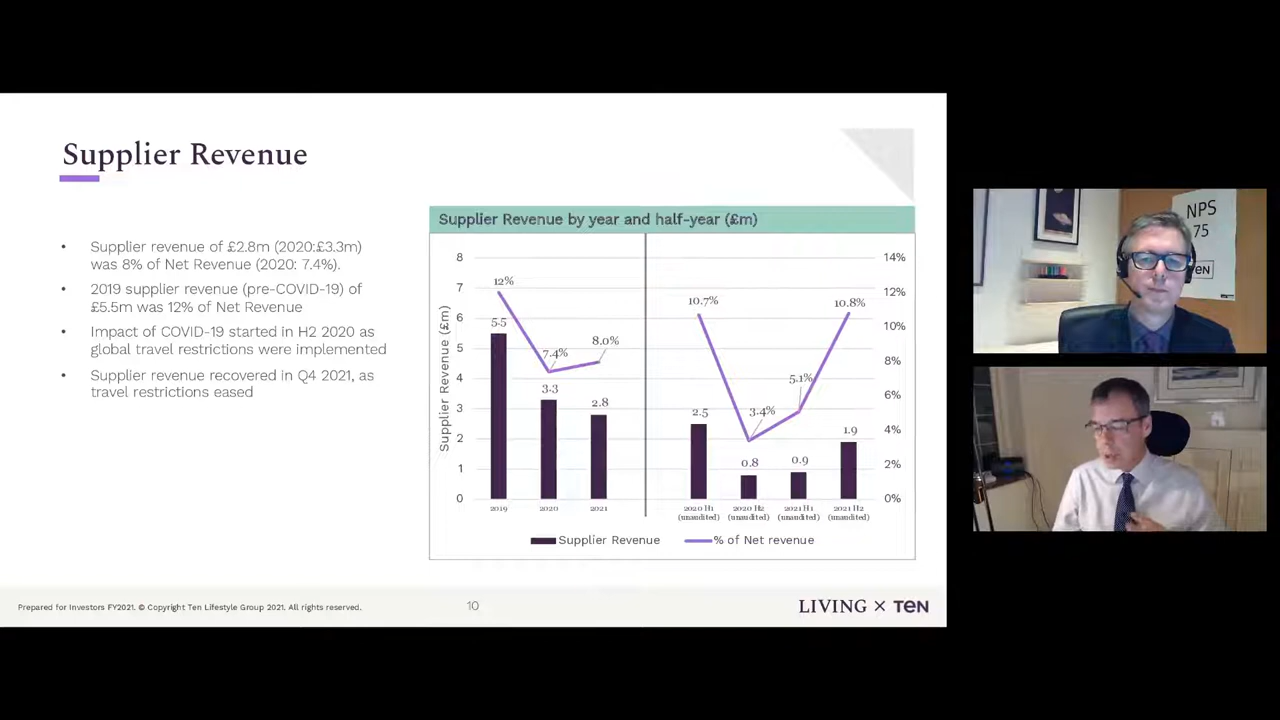 Supplier Revenue
• Supplier revenue of £2.8m (2020:£3.3m)
was 8% of Net Revenue (2020: 7.4%).
• 2019 supplier revenue (pre-COVID-19) of
£5.5m was 12% of Net Revenue
• Impact of COVID-19 started in H2 2020 as
global travel restrictions were implemented
• Supplier revenue recovered in Q4 2021, as
travel restrictions eased
Supplier Revenue by year and half-year (£m)
Supplier Revenue (£m)
8
7
6
5
4
3
2
1
0
12%
7.4%
8.0%
5.5
3.3
2.8
10.7%
3.4%
5.1%
10.8%
2.5
0.8
0.9
1.9
14%
12%
10%
8%
6%
4%
2%
0%
2019
2020
2021
2020 H1
(unaudited)
2020 H2
(unaudited)
2021 H1
(unaudited)
2021 H2
(unaudited)
Supplier Revenue
% of Net revenue
Prepared for Investors FY2021. © Copyright Ten Lifestyle Group 2021. All rights reserved.
10
LIVING × TEN
NPS
75